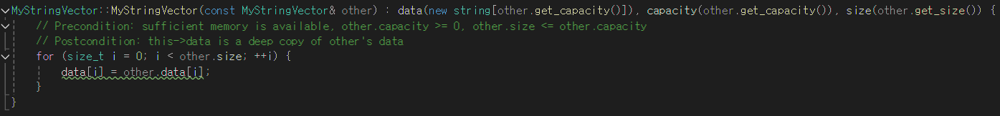 MyStringVector::MyStringVector(const MyStringVector& other) : data(new string[other.get_capacity()]), capacity(other.get_capacity()), size(other.get_size()) {
// Precondition: sufficient memory is available, other.capacity >= 0, other.size <= other.capacity
// Postcondition: this->data is a deep copy of other's data
for (size_t i = 0; i < other.size; ++i) {
data[i] = other.data[i];
}
}